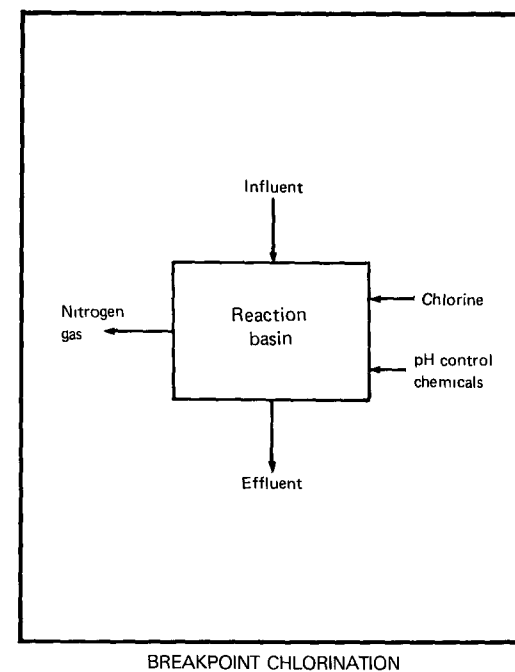 Influent
Nitrogen
gas
Reaction
basin
Chlorine
pH control
chemicals
Effluent
BREAKPOINT CHLORINATION